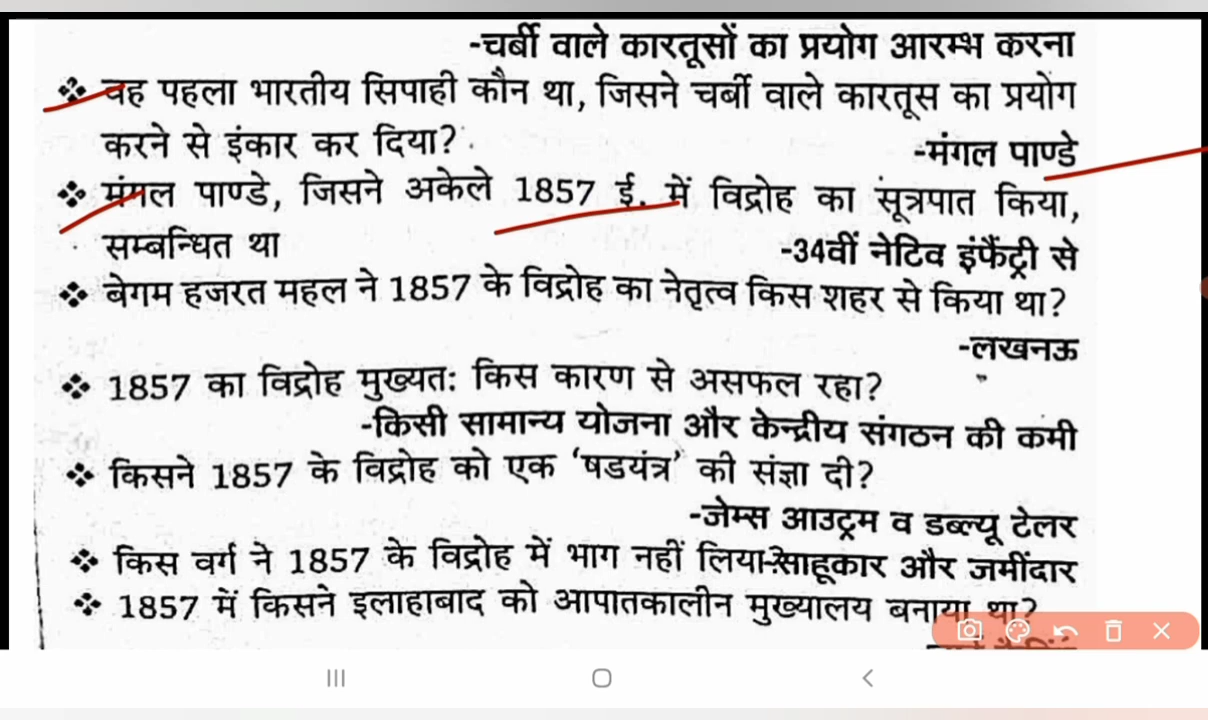 -चर्बी वाले कारतूसों का प्रयोग आरम्भ करना
❖ वह पहला भारतीय सिपाही कौन था, जिसने चर्बी वाले कारतूस का प्रयोग
करने से इंकार कर दिया?
-मंगल पाण्डे
❖ मंगल पाण्डे, जिसने अकेले 1857 ई. में विद्रोह का सूत्रपात किया,
सम्बन्धित था -34वीं नेटिव इंफैंट्री से
❖ बेगम हजरत महल ने 1857 के विद्रोह का नेतृत्व किस शहर से किया था?
-लखनऊ
❖ 1857 का विद्रोह मुख्यत: किस कारण से असफल रहा?
-किसी सामान्य योजना और केन्द्रीय संगठन की कमी
❖ किसने 1857 के विद्रोह को एक ‘षडयंत्र’ की संज्ञा दी?
-जेम्स आउट्रम व डब्ल्यू टेलर
❖ किस वर्ग ने 1857 के विद्रोह में भाग नहीं लिया?-साहूकार और जमींदार
❖ 1857 में किसने इलाहाबाद को आपातकालीन मुख्यालय बनाया था?